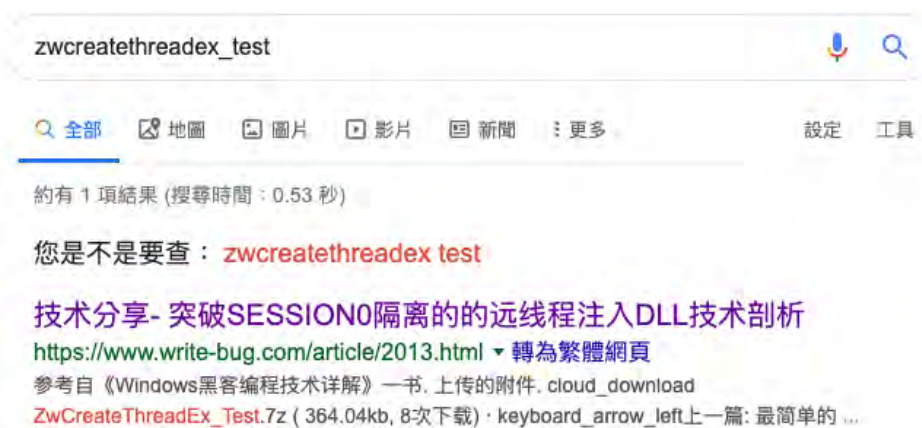 zwcreatethreadex_test
全部 地圖 圖片 影片 新聞 更多 設定 工具
約有 1 項結果 (搜尋時間：0.53 秒)
您是不是要查： zwcreatethreadex test
技术分享- 突破SESSION0隔离的的远线程注入DLL技术剖析
https://www.write-bug.com/article/2013.html ▾ 轉為繁體網頁
参考自《Windows黑客编程技术详解》一书. 上传的附件. cloud_download
ZwCreateThreadEx_Test.7z ( 364.04kb, 8次下载) · keyboard_arrow_left上一篇: 最简单的 ...